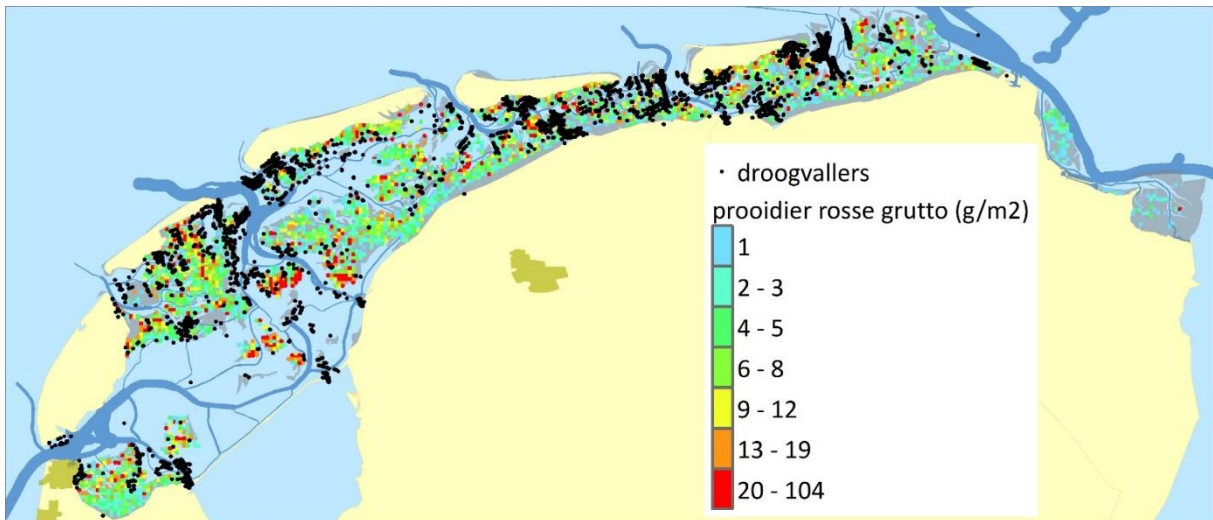 · droogvallers
prooidier rosse grutto (g/m2)
1
2 - 3
4 - 5
6 - 8
9 - 12
13 - 19
20 - 104